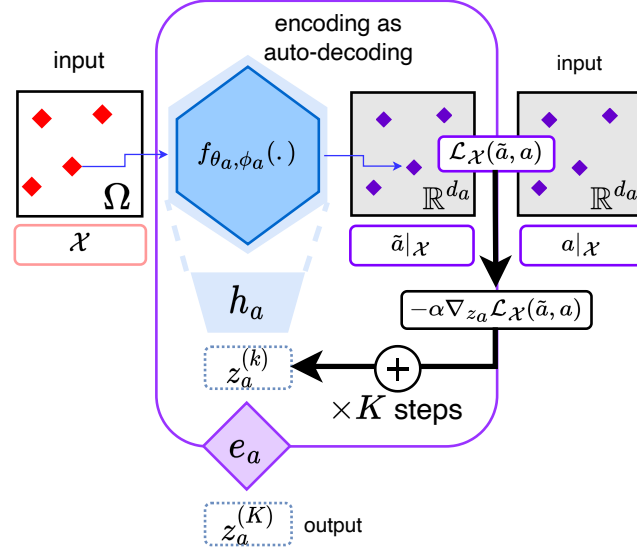 encoding as
auto-decoding
input
input
f_{θ_a,ϕ_a}(.)
Ω
ℝ^{d_a}
ℒ_𝒳(ã, a)
ℝ^{d_a}
𝒳
ã|_𝒳
a|_𝒳
h_a
−α∇_{z_a}ℒ_𝒳(ã, a)
z_a^{(k)}
+
×K steps
e_a
z_a^{(K)}
output